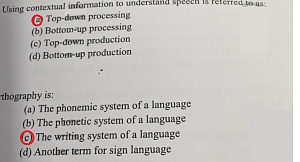 Using contextual information to understand speech is referred to as:
(a) Top-down processing
(b) Bottom-up processing
(c) Top-down production
(d) Bottom-up production
thography is:
(a) The phonemic system of a language
(b) The phonetic system of a language
(c) The writing system of a language
(d) Another term for sign language